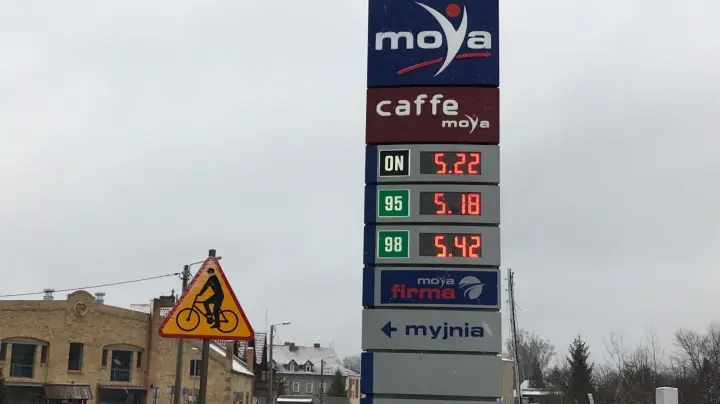 moya
caffe
moya
ON 5.22
95 5.18
98 5.42
moya
firma
← myjnia